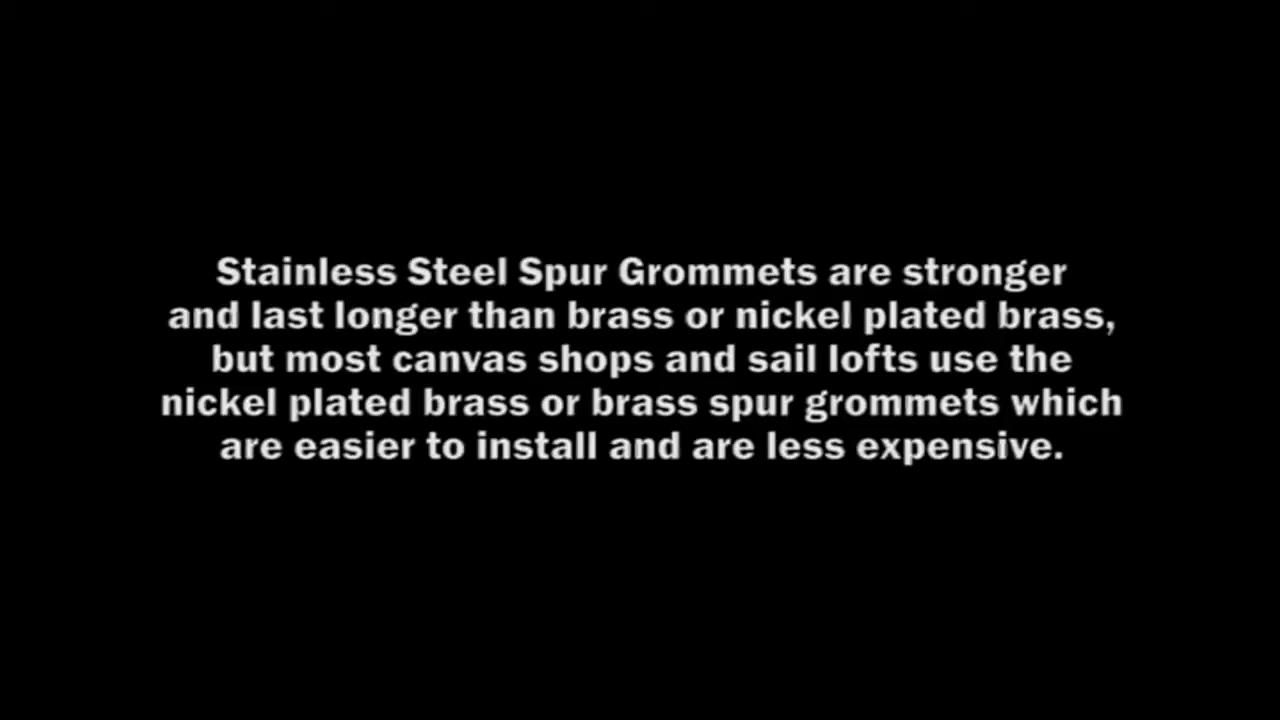 Stainless Steel Spur Grommets are stronger
and last longer than brass or nickel plated brass,
but most canvas shops and sail lofts use the
nickel plated brass or brass spur grommets which
are easier to install and are less expensive.